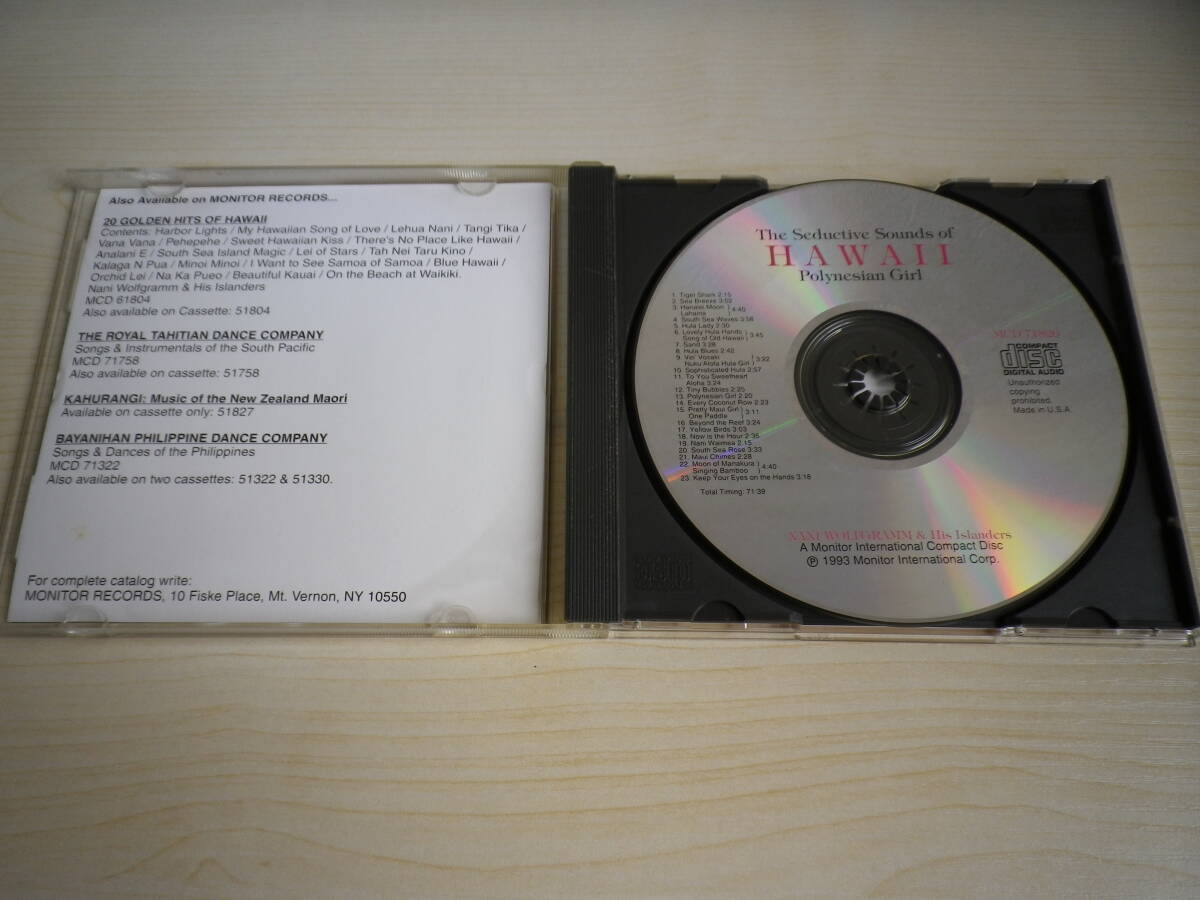 Also Available on MONITOR RECORDS...
20 GOLDEN HITS OF HAWAII
Contents: Harbor Lights / My Hawaiian Song of Love / Lehua Nani / Tangi Tika /
Vana Vana / Pehepehe / Sweet Hawaiian Kiss / There's No Place Like Hawaii /
Analani E / South Sea Island Magic / Lei of Stars / Tah Nei Taru Kino /
Kalaga N Pua / Minoi Minoi / I Want to See Samoa of Samoa / Blue Hawaii /
Orchid Lei / Na Ka Pueo / Beautiful Kauai / On the Beach at Waikiki.
Nani Wolfgramm & His Islanders
MCD 61804
Also available on Cassette: 51804
THE ROYAL TAHITIAN DANCE COMPANY
Songs & Instrumentals of the South Pacific
MCD 71758
Also available on cassette: 51758
KAHURANGI: Music of the New Zealand Maori
Available on cassette only: 51827
BAYANIHAN PHILIPPINE DANCE COMPANY
Songs & Dances of the Philippines
MCD 71322
Also available on two cassettes: 51322 & 51330.
For complete catalog write:
MONITOR RECORDS, 10 Fiske Place, Mt. Vernon, NY 10550
The Seductive Sounds of
HAWAII
Polynesian Girl
1. Tiger Shark 2:15
2. Sea Breeze 3:03
3. Hanalei Moon
Lahaina
4:40
4. South Sea Waves 3:58
5. Hula Lady 2:30
6. Lovely Hula Hands
Song of Old Hawaii
3:45
7. Sand 3:28
8. Hula Blues 2:42
9.
Nuku Alofa Hula Girl
3:22
10. Sophisticated Hula 2:57
11. To You Sweetheart
Aloha 3:24
12. Tiny Bubbles 2:25
13. Polynesian Girl 2:20
14. Every Coconut Row 2:23
15. Pretty Maui Girl
One Paddle
3:11
16. Beyond the Reef 3:24
17. Yellow Birds 3:03
18. Now is the Hour 2:35
19. Nani Waimea 2:15
20. South Sea Rose 3:33
21. Maui Chimes 2:28
22. Moon of Manakura
Singing Bamboo
4:40
23. Keep Your Eyes on the Hands 3:18
Total Timing: 71:39
MCD 71820
COMPACT
disc
DIGITAL AUDIO
Unauthorized
copying
prohibited.
Made in U.S.A.
NANI WOLFGRAMM & His Islanders
A Monitor International Compact Disc
℗ 1993 Monitor International Corp.